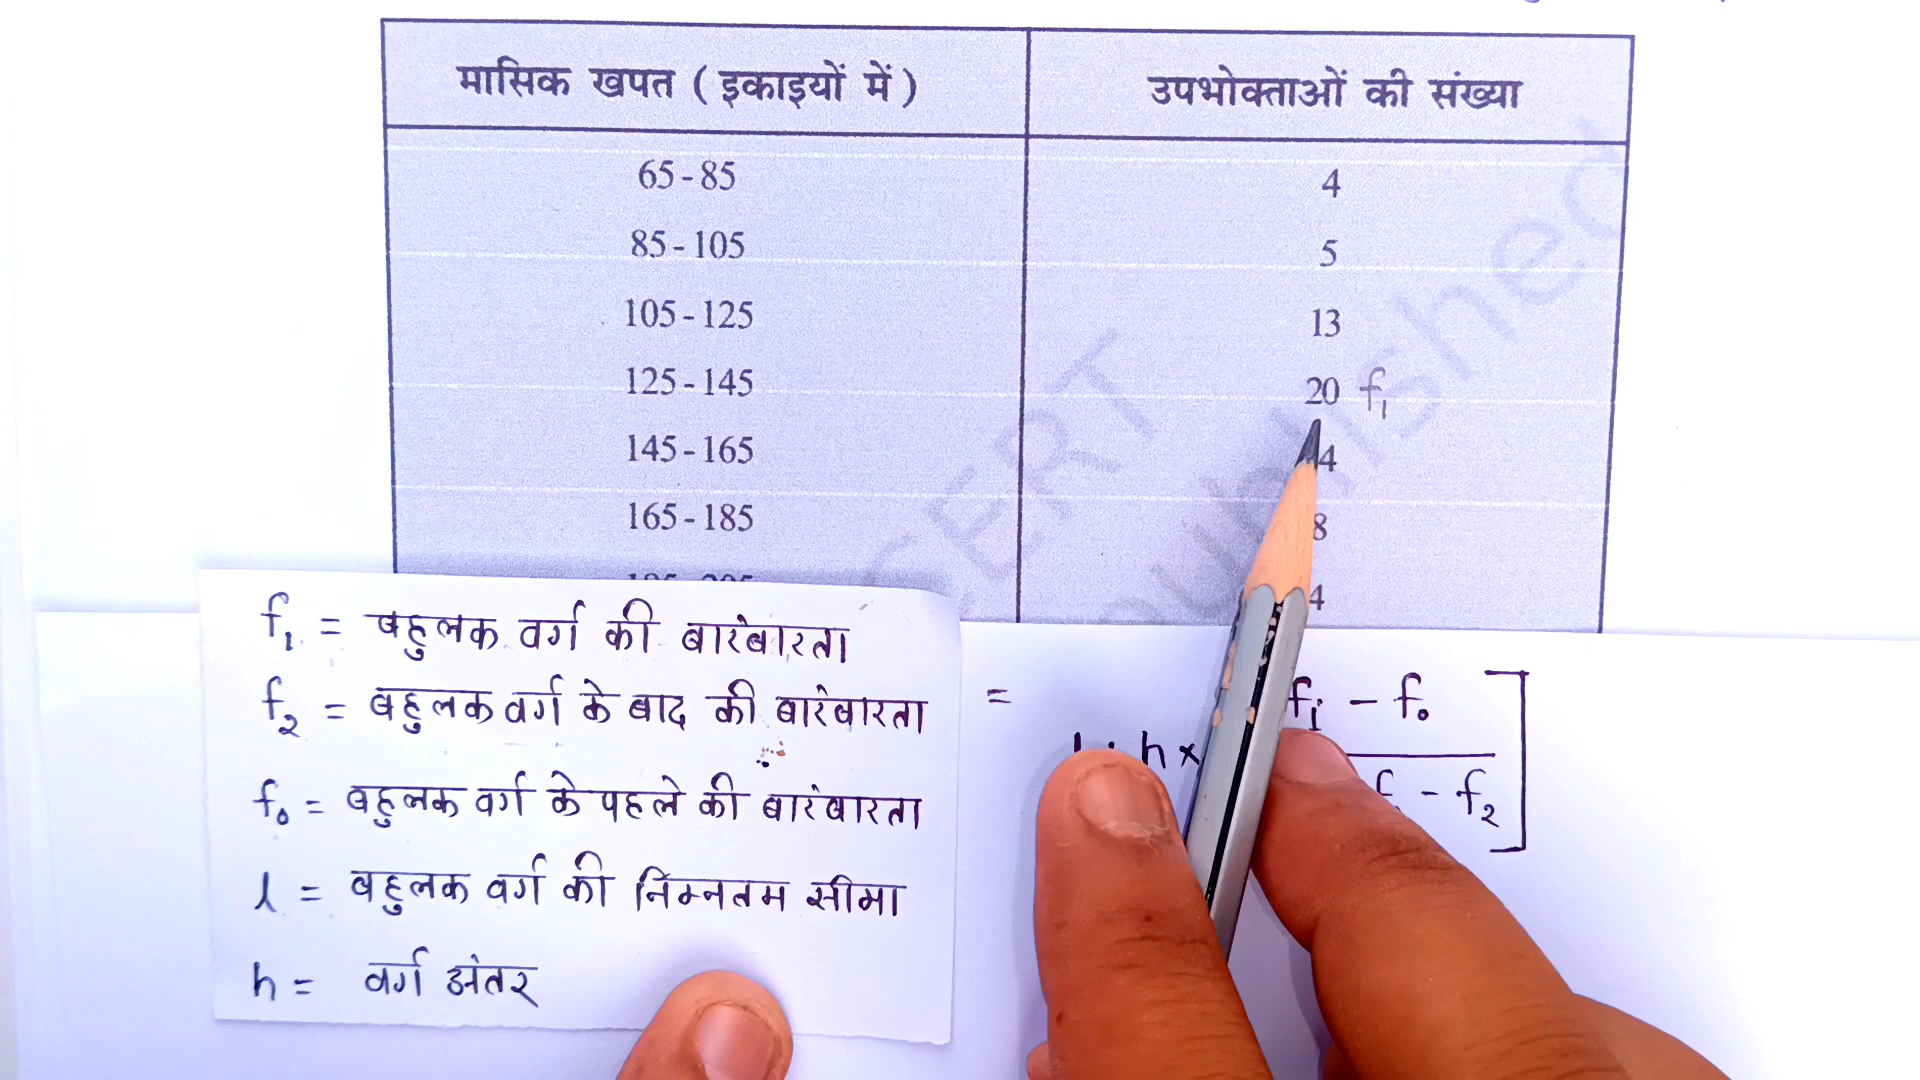 मासिक खपत ( इकाइयों में ) उपभोक्ताओं की संख्या
65-85 4
85-105 5
105-125 13
125-145 20 f₁
145-165 4
165-185 8
4
f₁ = बहुलक वर्ग की बारंबारता
f₂ = बहुलक वर्ग के बाद की बारंबारता
f₀ = बहुलक वर्ग के पहले की बारंबारता
l = बहुलक वर्ग की निम्नतम सीमा
h = वर्ग अंतर
= h × f₁ - f₀
- f₂